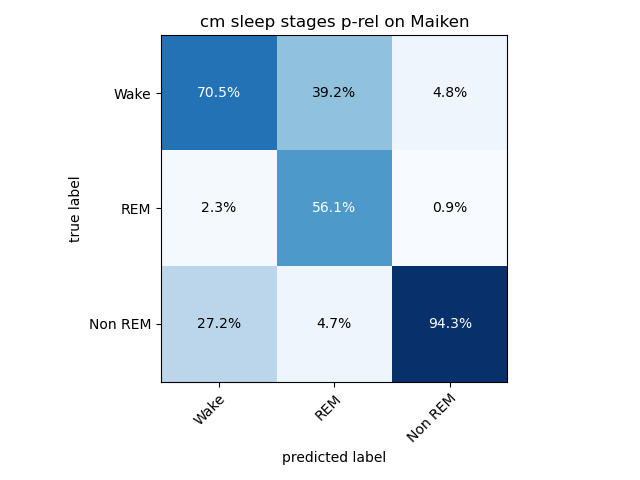 cm sleep stages p-rel on Maiken
Wake 70.5% 39.2% 4.8%
REM 2.3% 56.1% 0.9%
Non REM 27.2% 4.7% 94.3%
true label
Wake REM Non REM
predicted label